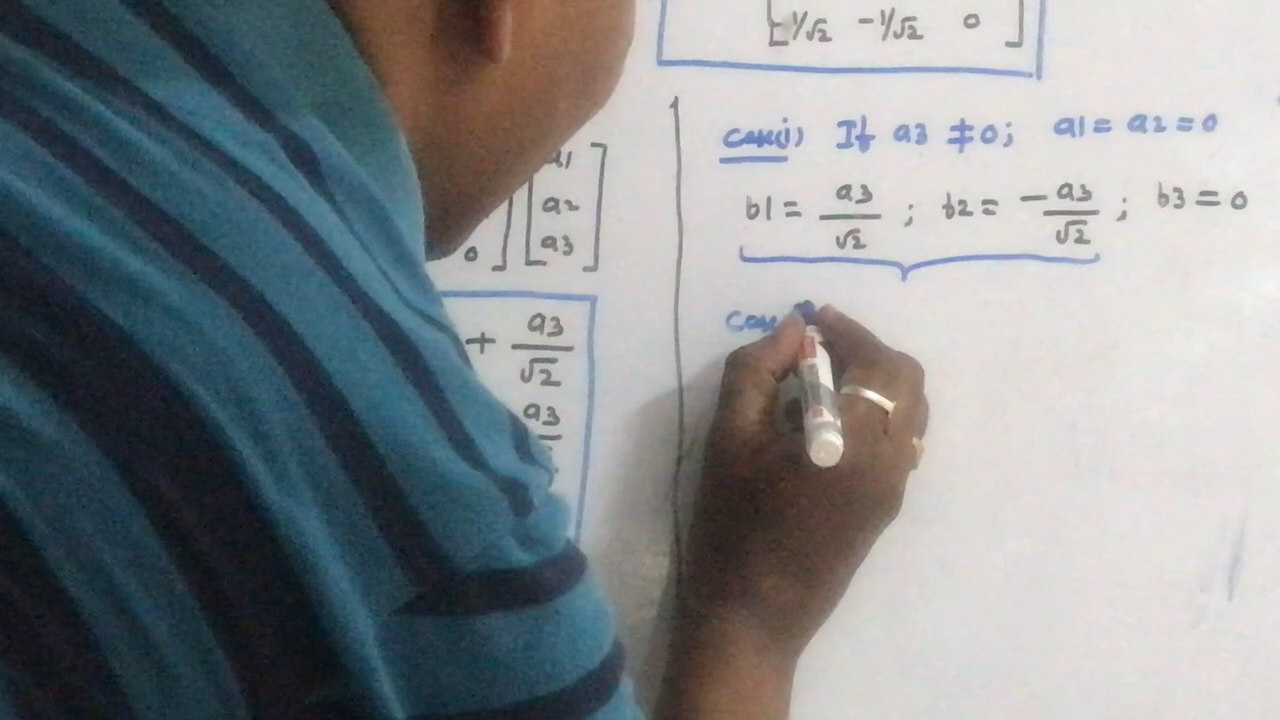 1/√2 -1/√2 0
a1
a2
0 a3
+ a3/√2
a3
Case(i) If a3 ≠ 0; a1 = a2 = 0
b1 = a3/√2 ; b2 = -a3/√2 ; b3 = 0
Cas